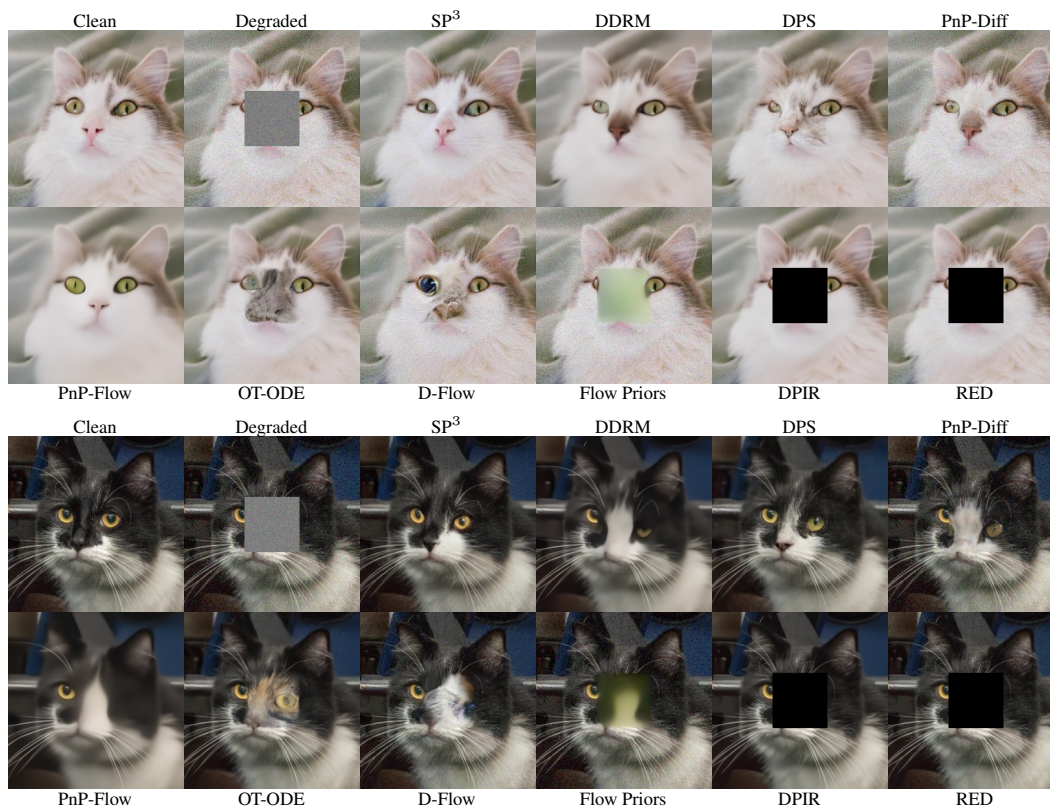 Clean Degraded SP³ DDRM DPS PnP-Diff
PnP-Flow OT-ODE D-Flow Flow Priors DPIR RED
Clean Degraded SP³ DDRM DPS PnP-Diff
PnP-Flow OT-ODE D-Flow Flow Priors DPIR RED